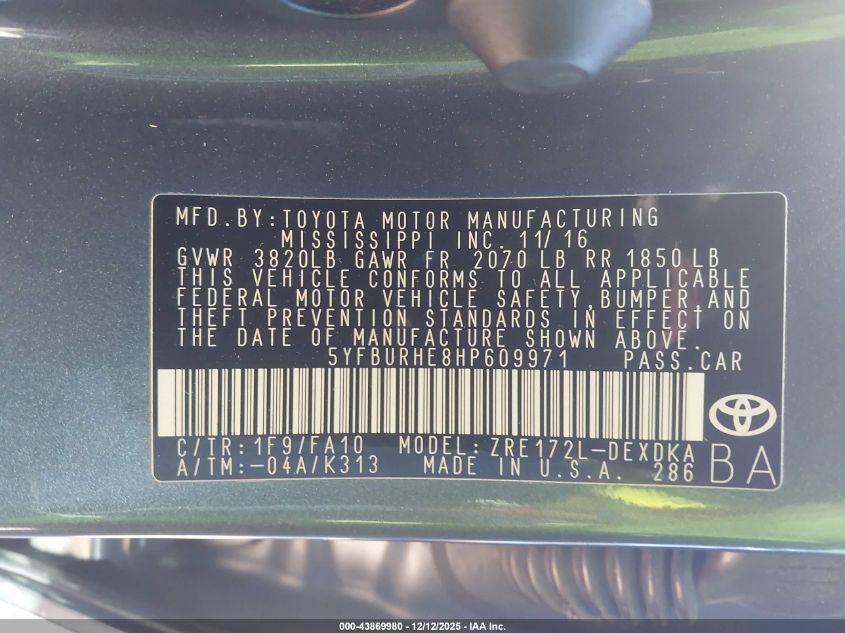 MFD.BY:TOYOTA MOTOR MANUFACTURING
MISSISSIPPI INC. 11/16
GVWR 3820LB GAWR FR 2070 LB RR 1850 LB
THIS VEHICLE CONFORMS TO ALL APPLICABLE
FEDERAL MOTOR VEHICLE SAFETY,BUMPER,AND
THEFT PREVENTION STANDARDS IN EFFECT ON
THE DATE OF MANUFACTURE SHOWN ABOVE.
5YFBURHE8HP609971 PASS.CAR
C/TR:1F9/FA10 MODEL:ZRE172L-DEXDKA
A/TM:-04A/K313 MADE IN U.S.A. 286
BA
000-43869980 - 12/12/2025 - IAA Inc.